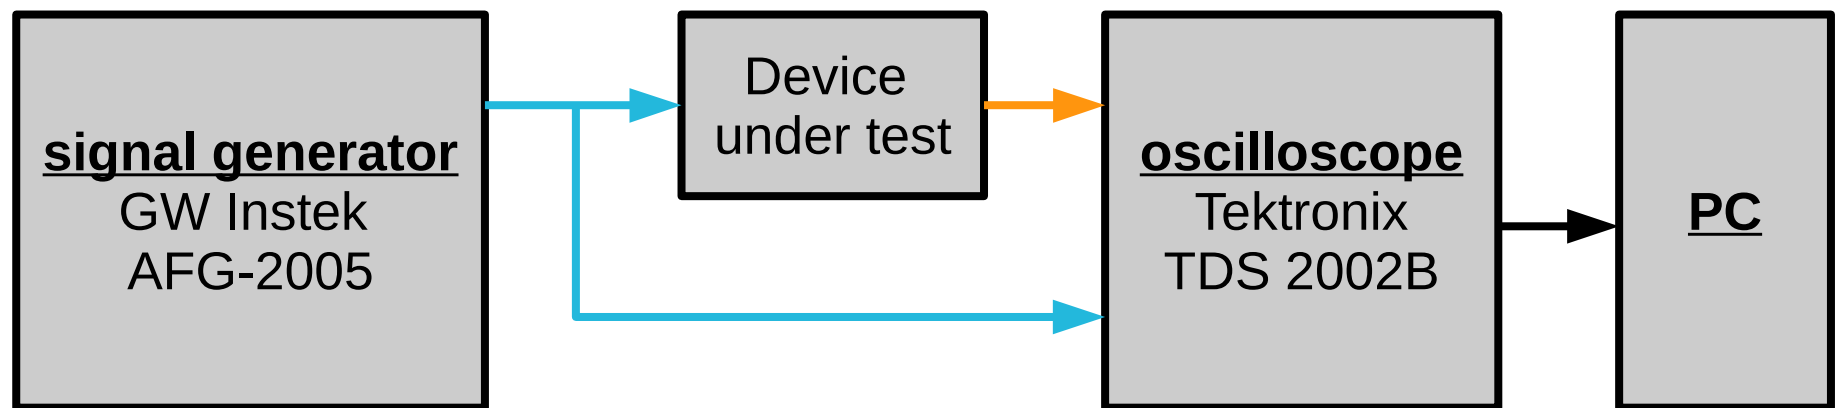 signal generator
GW Instek
AFG-2005
Device
under test
oscilloscope
Tektronix
TDS 2002B
PC